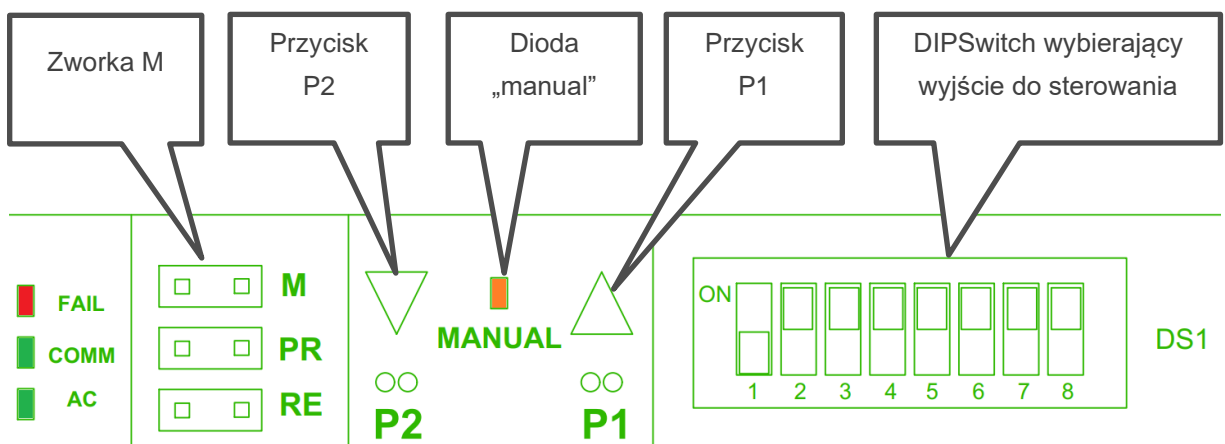 Zworka M
Przycisk
P2
Dioda
„manual”
Przycisk
P1
DIPSwitch wybierający
wyjście do sterowania
FAIL
COMM
AC
M
PR
RE
MANUAL
P2
P1
ON
1 2 3 4 5 6 7 8
DS1